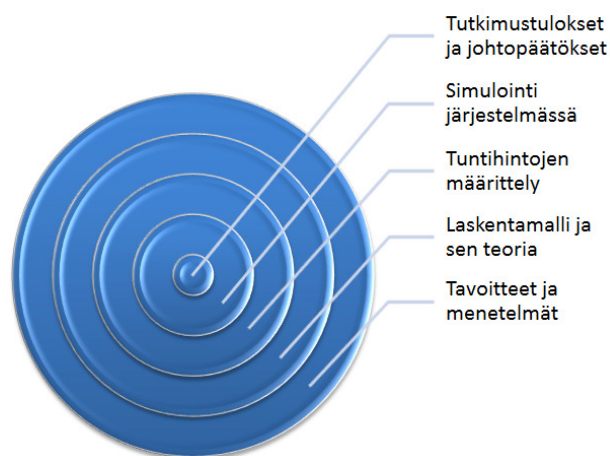 Tutkimustulokset
ja johtopäätökset
Simulointi
järjestelmässä
Tuntihintojen
määrittely
Laskentamalli ja
sen teoria
Tavoitteet ja
menetelmät